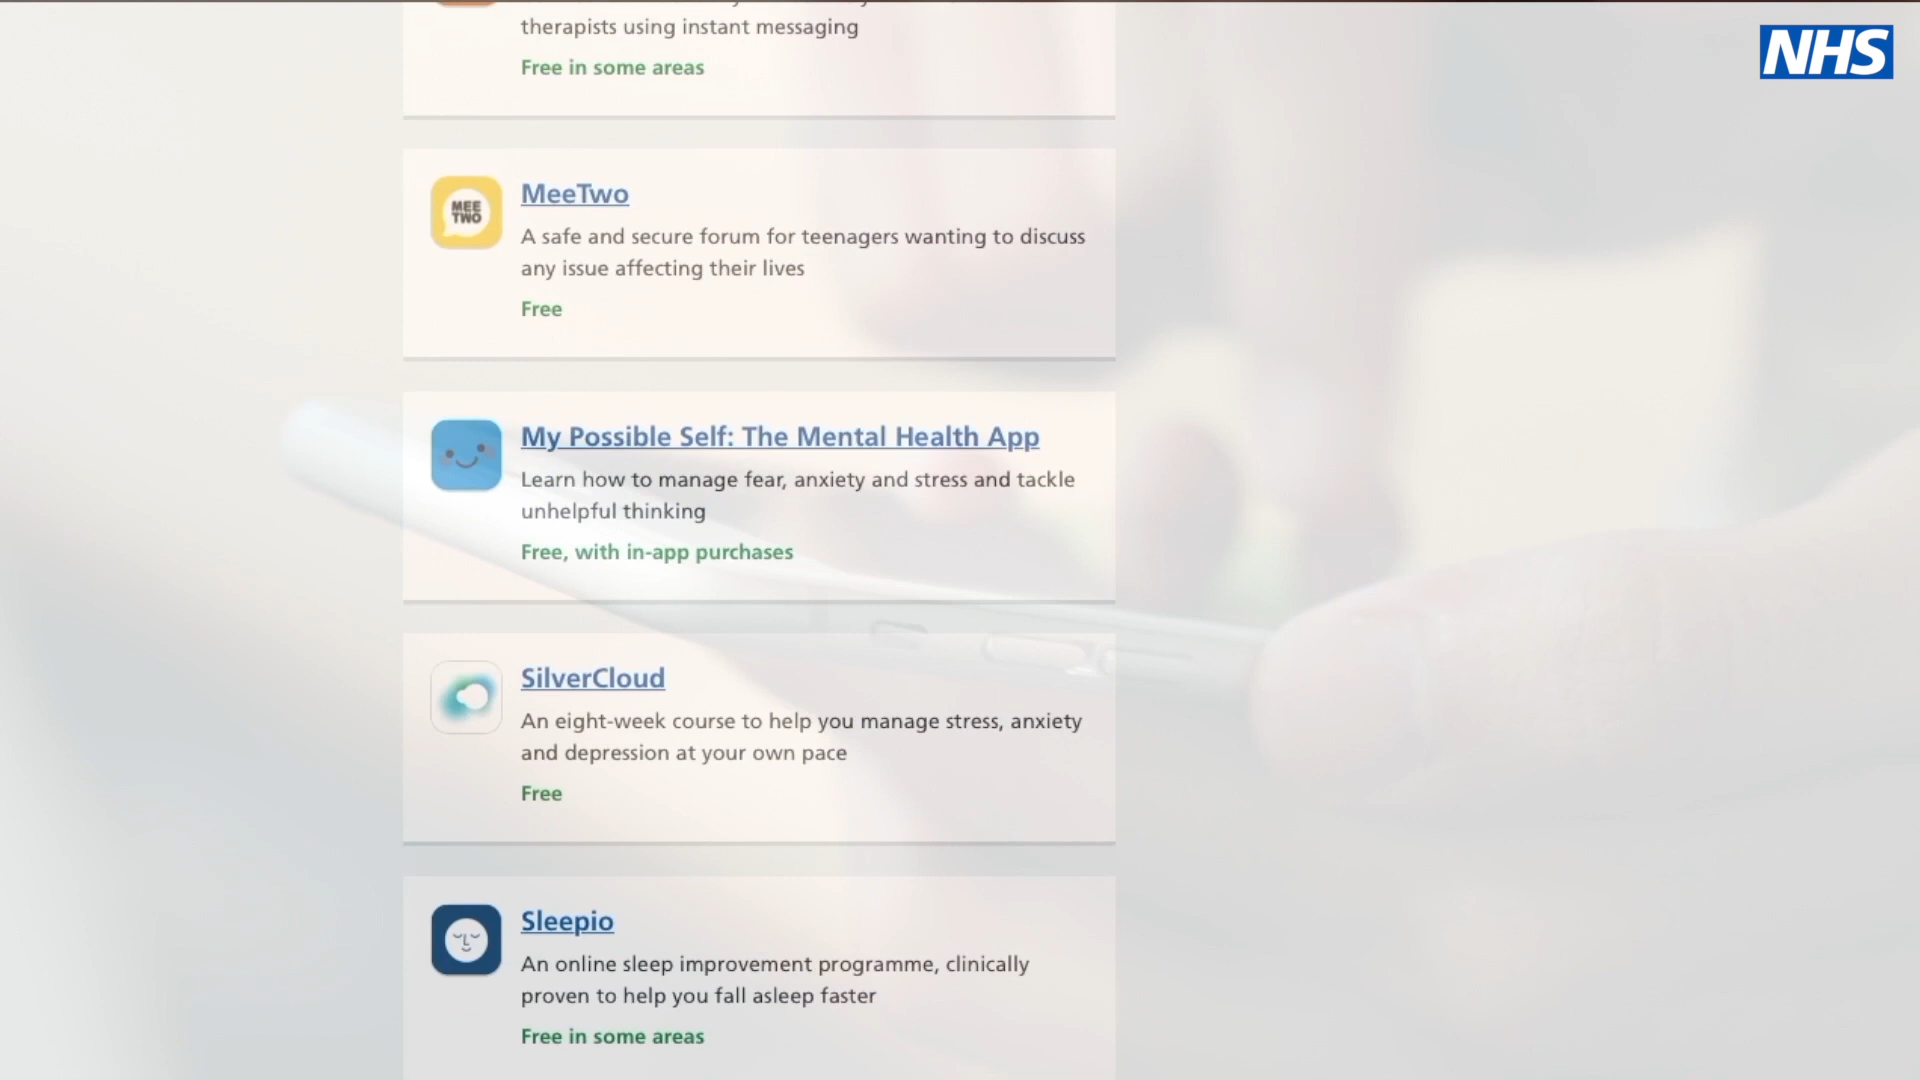 therapists using instant messaging
Free in some areas
NHS
MEE
TWO
MeeTwo
A safe and secure forum for teenagers wanting to discuss
any issue affecting their lives
Free
My Possible Self: The Mental Health App
Learn how to manage fear, anxiety and stress and tackle
unhelpful thinking
Free, with in-app purchases
SilverCloud
An eight-week course to help you manage stress, anxiety
and depression at your own pace
Free
Sleepio
An online sleep improvement programme, clinically
proven to help you fall asleep faster
Free in some areas